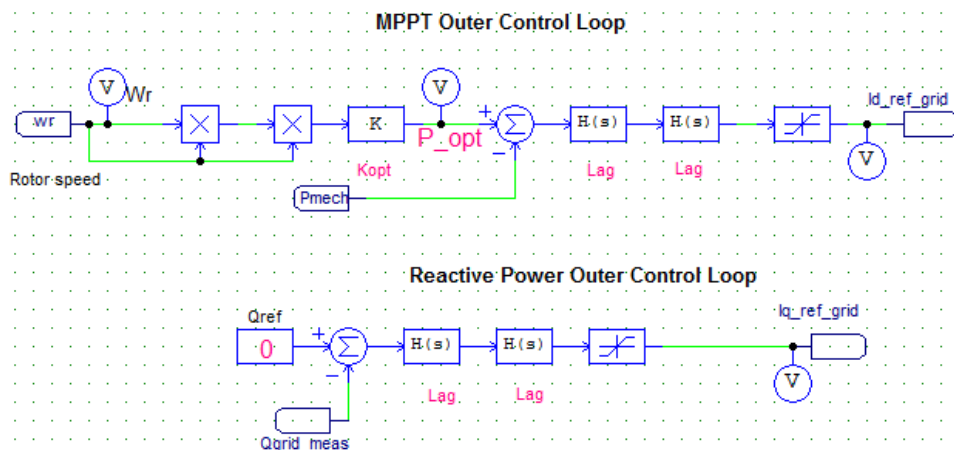 MPPT Outer Control Loop
V
Wr
V
wr
K
P_opt
+
Σ
−
H(s)
H(s)
Id_ref_grid
V
Rotor speed
Kopt
Lag
Lag
Pmech
Reactive Power Outer Control Loop
Qref
0
+
Σ
−
H(s)
H(s)
Iq_ref_grid
V
Lag
Lag
Qgrid_meas